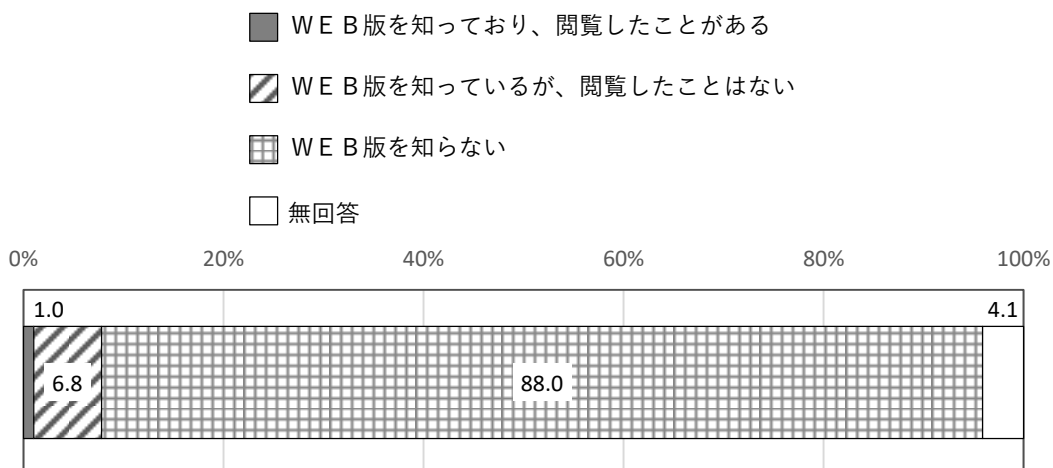 ＷＥＢ版を知っており、閲覧したことがある
ＷＥＢ版を知っているが、閲覧したことはない
ＷＥＢ版を知らない
無回答
0% 20% 40% 60% 80% 100%
1.0 4.1
6.8 88.0